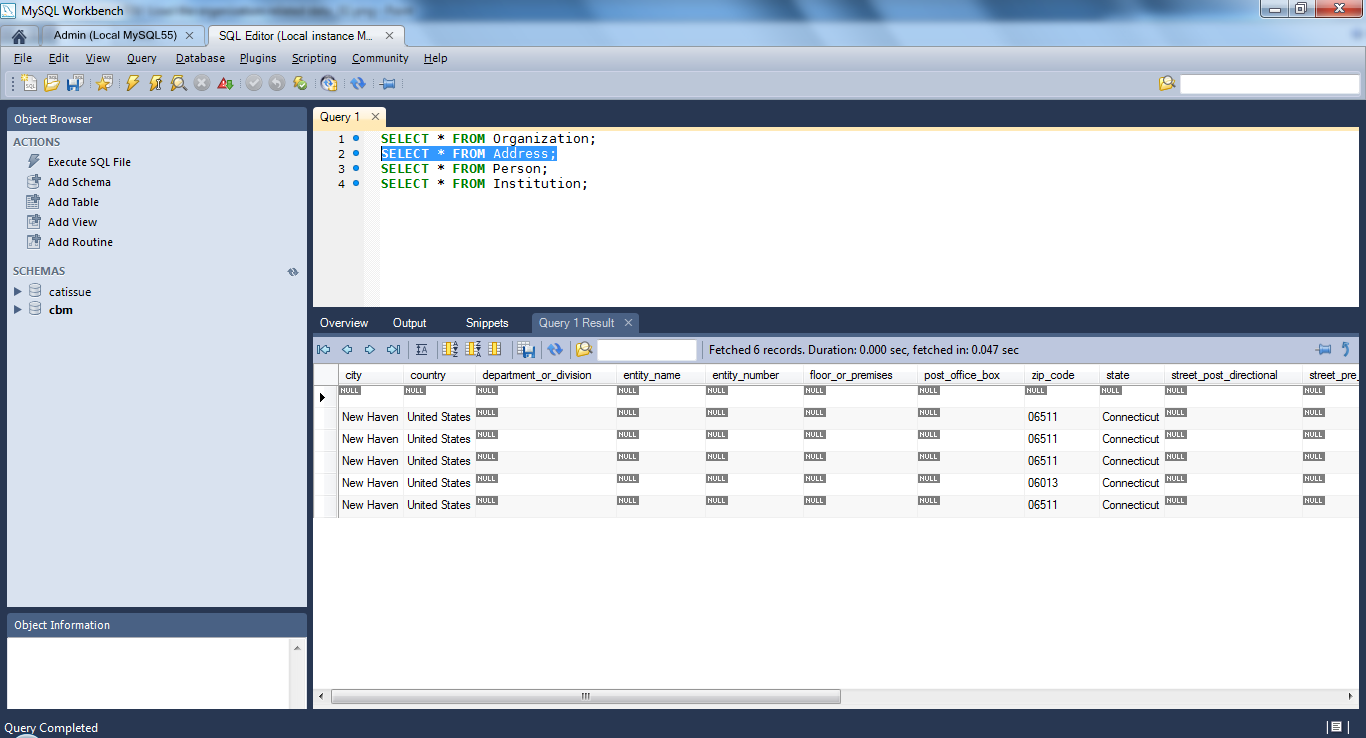 MySQL Workbench
Admin (Local MySQL55)
SQL Editor (Local instance M...
File Edit View Query Database Plugins Scripting Community Help
Object Browser
ACTIONS
Execute SQL File
Add Schema
Add Table
Add View
Add Routine
SCHEMAS
catissue
cbm
Object Information
Query 1
1 SELECT * FROM Organization;
2 SELECT * FROM Address;
3 SELECT * FROM Person;
4 SELECT * FROM Institution;
Overview Output Snippets Query 1 Result
Fetched 6 records. Duration: 0.000 sec, fetched in: 0.047 sec
city country department_or_division entity_name entity_number floor_or_premises post_office_box zip_code state street_post_directional street_pre_
NULL NULL NULL NULL NULL NULL NULL NULL NULL NULL NULL
New Haven United States NULL NULL NULL NULL NULL 06511 Connecticut NULL NULL
New Haven United States NULL NULL NULL NULL NULL 06511 Connecticut NULL NULL
New Haven United States NULL NULL NULL NULL NULL 06511 Connecticut NULL NULL
New Haven United States NULL NULL NULL NULL NULL 06013 Connecticut NULL NULL
New Haven United States NULL NULL NULL NULL NULL 06511 Connecticut NULL NULL
Query Completed